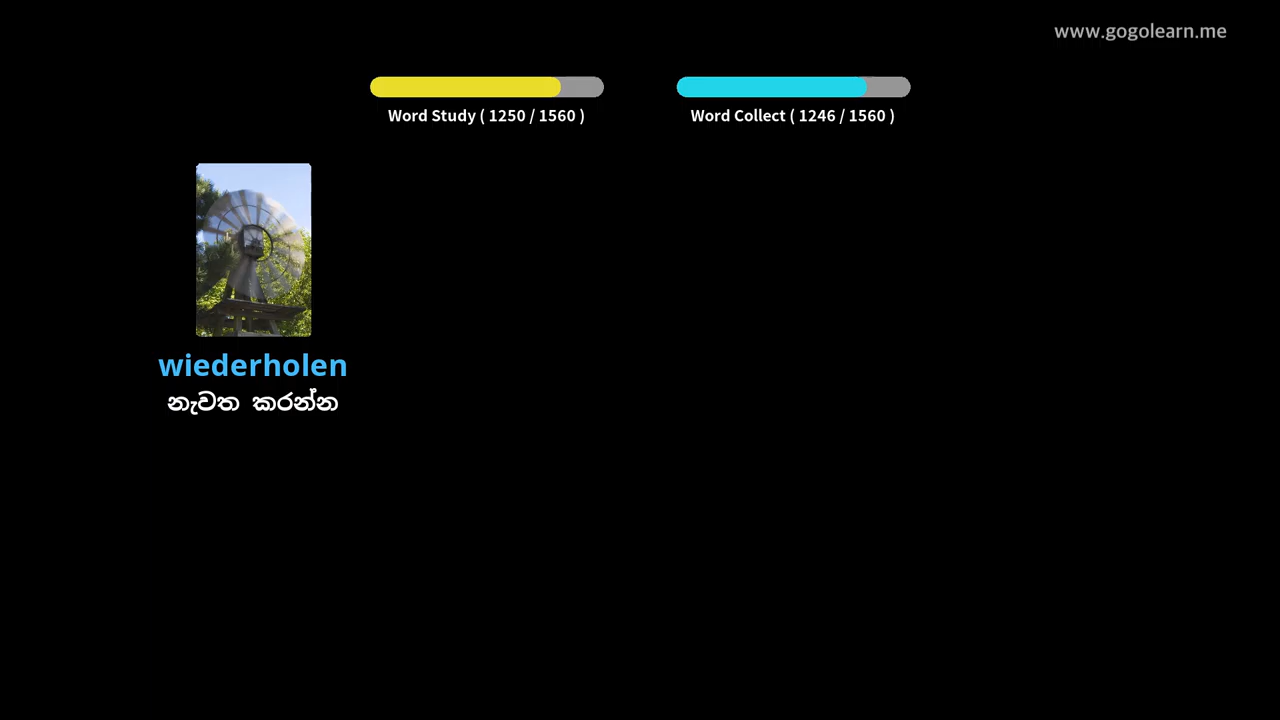 www.gogolearn.me
Word Study ( 1250 / 1560 )
Word Collect ( 1246 / 1560 )
wiederholen
නැවත කරන්න